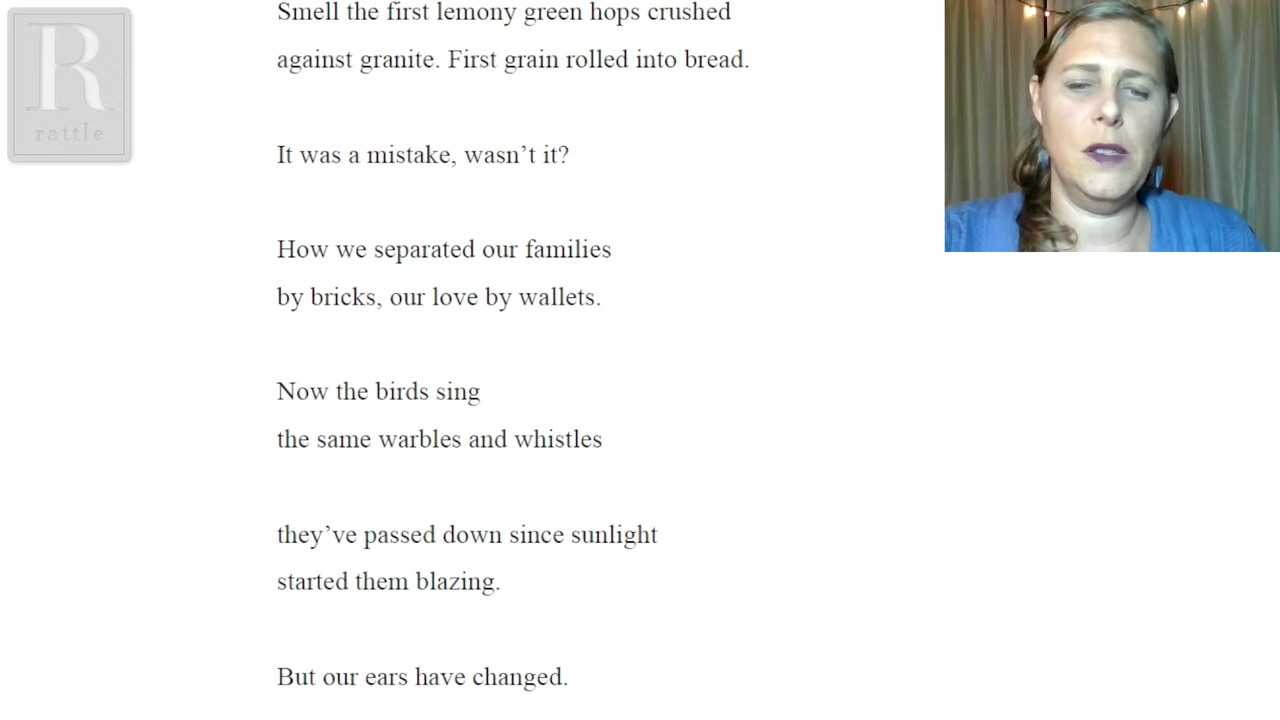 R
rattle
Smell the first lemony green hops crushed
against granite. First grain rolled into bread.
It was a mistake, wasn’t it?
How we separated our families
by bricks, our love by wallets.
Now the birds sing
the same warbles and whistles
they’ve passed down since sunlight
started them blazing.
But our ears have changed.